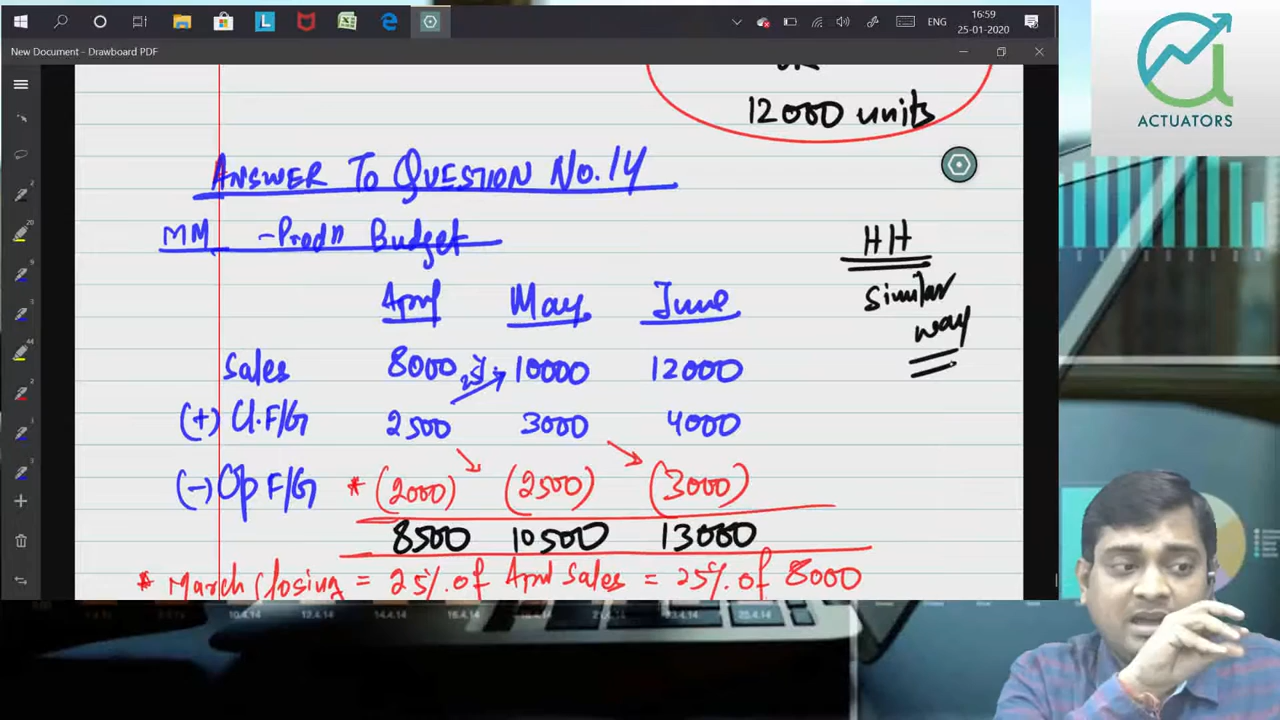 16:59
ENG
25-01-2020
New Document - Drawboard PDF
ACTUATORS
12000 units
ANSWER TO QUESTION NO.14
MM - Prodn Budget
HH
Similar
way
April May June
Sales 8000 25% 10000 12000
(+) Cl. F/G 2500 3000 4000
(-) Op F/G * (2000) (2500) (3000)
8500 10500 13000
* March Closing = 25% of April Sales = 25% of 8000